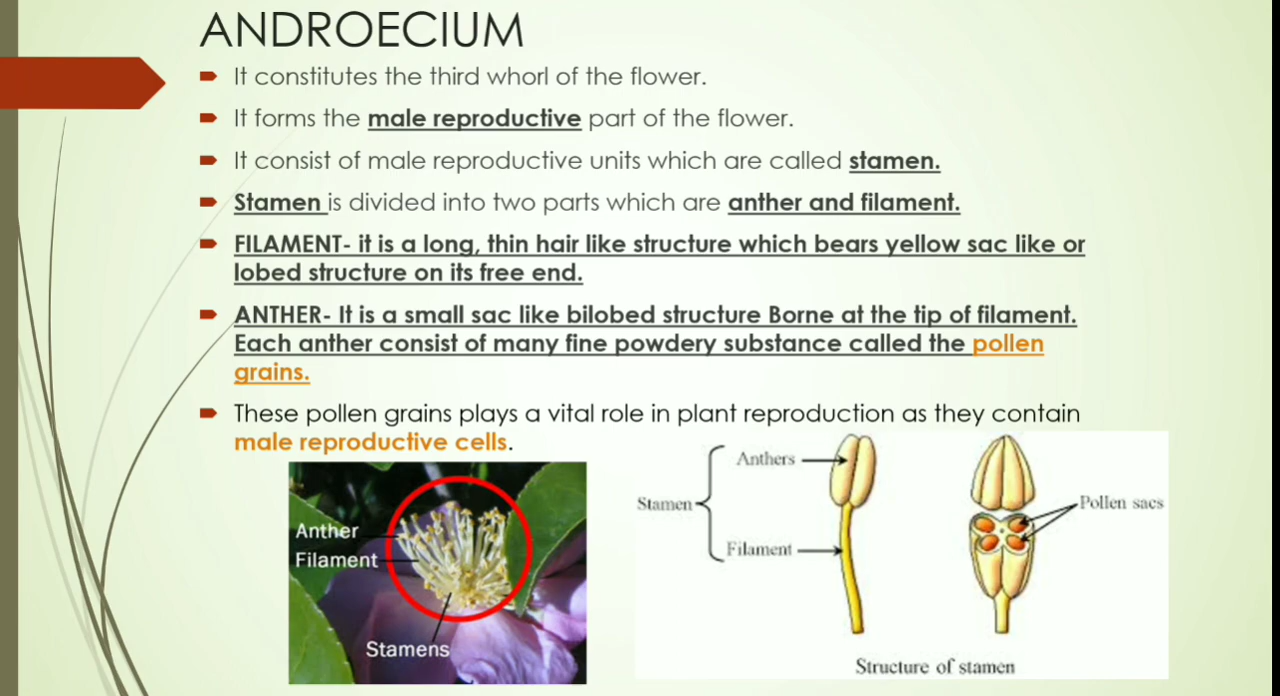 ANDROECIUM
It constitutes the third whorl of the flower.
It forms the male reproductive part of the flower.
It consist of male reproductive units which are called stamen.
Stamen is divided into two parts which are anther and filament.
FILAMENT- it is a long, thin hair like structure which bears yellow sac like or
lobed structure on its free end.
ANTHER- It is a small sac like bilobed structure Borne at the tip of filament.
Each anther consist of many fine powdery substance called the pollen
grains.
These pollen grains plays a vital role in plant reproduction as they contain
male reproductive cells.
Anther
Filament
Stamens
Anthers
Stamen
Filament
Pollen sacs
Structure of stamen